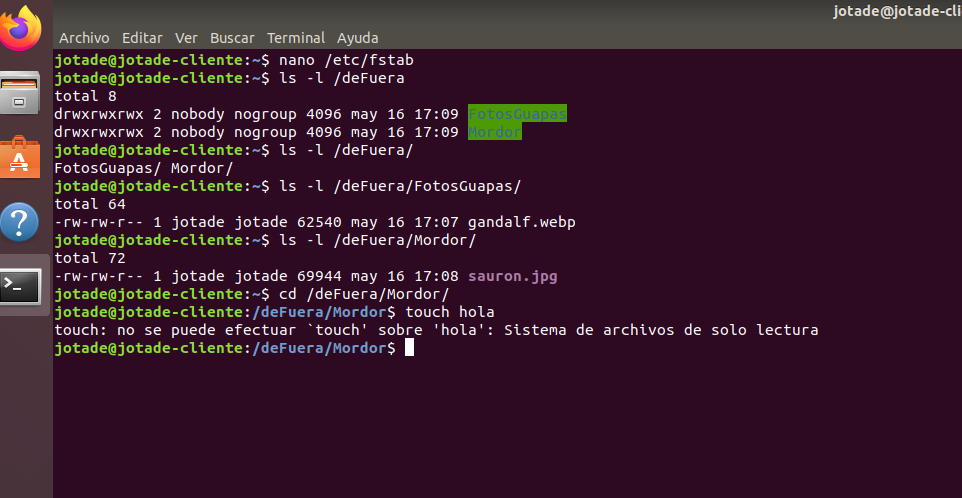 jotade@jotade-cli
Archivo Editar Ver Buscar Terminal Ayuda
jotade@jotade-cliente:~$ nano /etc/fstab
jotade@jotade-cliente:~$ ls -l /deFuera
total 8
drwxrwxrwx 2 nobody nogroup 4096 may 16 17:09 FotosGuapas
drwxrwxrwx 2 nobody nogroup 4096 may 16 17:09 Mordor
jotade@jotade-cliente:~$ ls -l /deFuera/
FotosGuapas/ Mordor/
jotade@jotade-cliente:~$ ls -l /deFuera/FotosGuapas/
total 64
-rw-rw-r-- 1 jotade jotade 62540 may 16 17:07 gandalf.webp
jotade@jotade-cliente:~$ ls -l /deFuera/Mordor/
total 72
-rw-rw-r-- 1 jotade jotade 69944 may 16 17:08 sauron.jpg
jotade@jotade-cliente:~$ cd /deFuera/Mordor/
jotade@jotade-cliente:/deFuera/Mordor$ touch hola
touch: no se puede efectuar `touch' sobre 'hola': Sistema de archivos de solo lectura
jotade@jotade-cliente:/deFuera/Mordor$